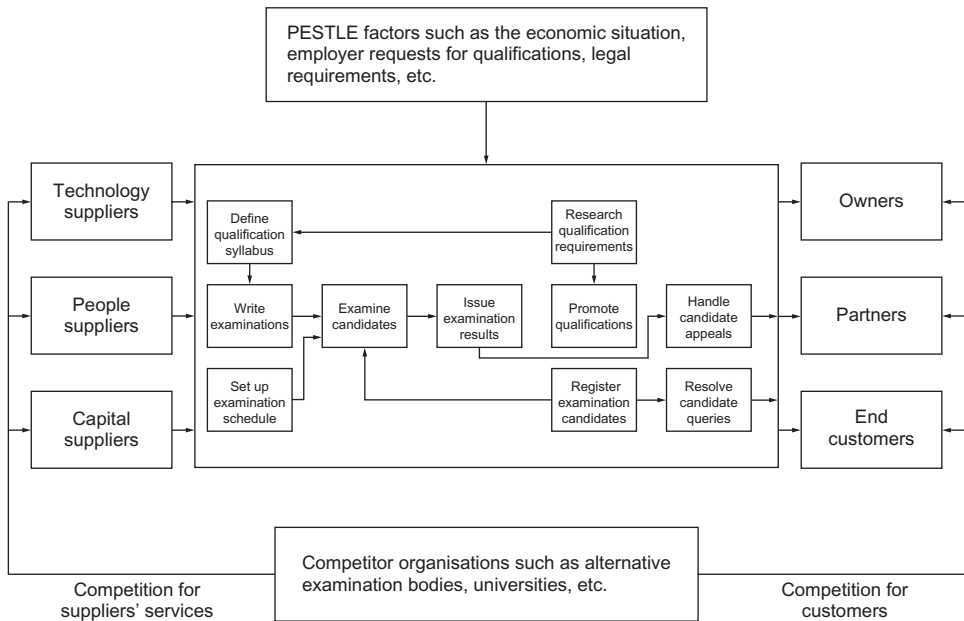 PESTLE factors such as the economic situation,
employer requests for qualifications, legal
requirements, etc.
Technology
suppliers
People
suppliers
Capital
suppliers
Define
qualification
syllabus
Research
qualification
requirements
Write
examinations
Examine
candidates
Issue
examination
results
Promote
qualifications
Handle
candidate
appeals
Set up
examination
schedule
Register
examination
candidates
Resolve
candidate
queries
Owners
Partners
End
customers
Competition for
suppliers’ services
Competitor organisations such as alternative
examination bodies, universities, etc.
Competition for
customers